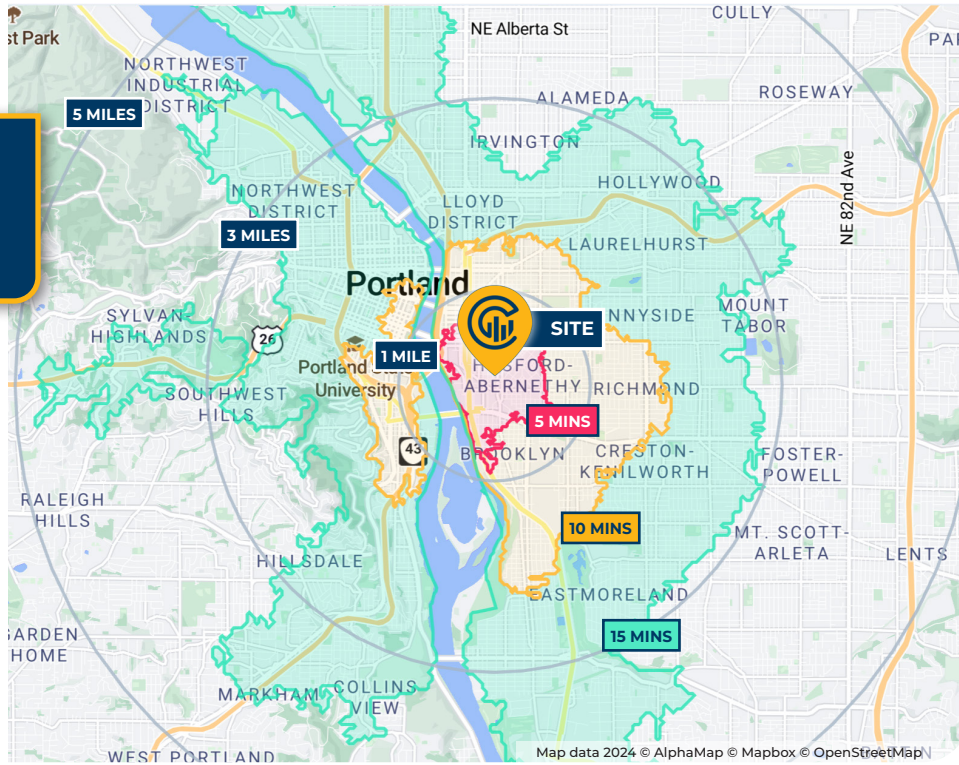 CULLY
NE Alberta St
st Park
NORTHWEST
INDUSTRIAL
DISTRICT
5 MILES
ALAMEDA
ROSEWAY
IRVINGTON
NE 82nd Ave
HOLLYWOOD
NORTHWEST
DISTRICT
LLOYD
DISTRICT
3 MILES
LAURELHURST
Portland
MOUNT
TABOR
SYLVAN-
HIGHLANDS
26
SITE
NNYSIDE
1 MILE
Portland State
University
ABERNETHY
RICHMOND
SOUTHWEST
HILLS
5 MINS
43
BROOKLYN
CRESTON-
KENILWORTH
FOSTER-
POWELL
RALEIGH
HILLS
10 MINS
MT. SCOTT-
ARLETA
LENTS
HILLSDALE
EASTMORELAND
15 MINS
GARDEN
HOME
MARKHAM
COLLINS
VIEW
WEST PORTLAND
Map data 2024 © AlphaMap © Mapbox © OpenStreetMap